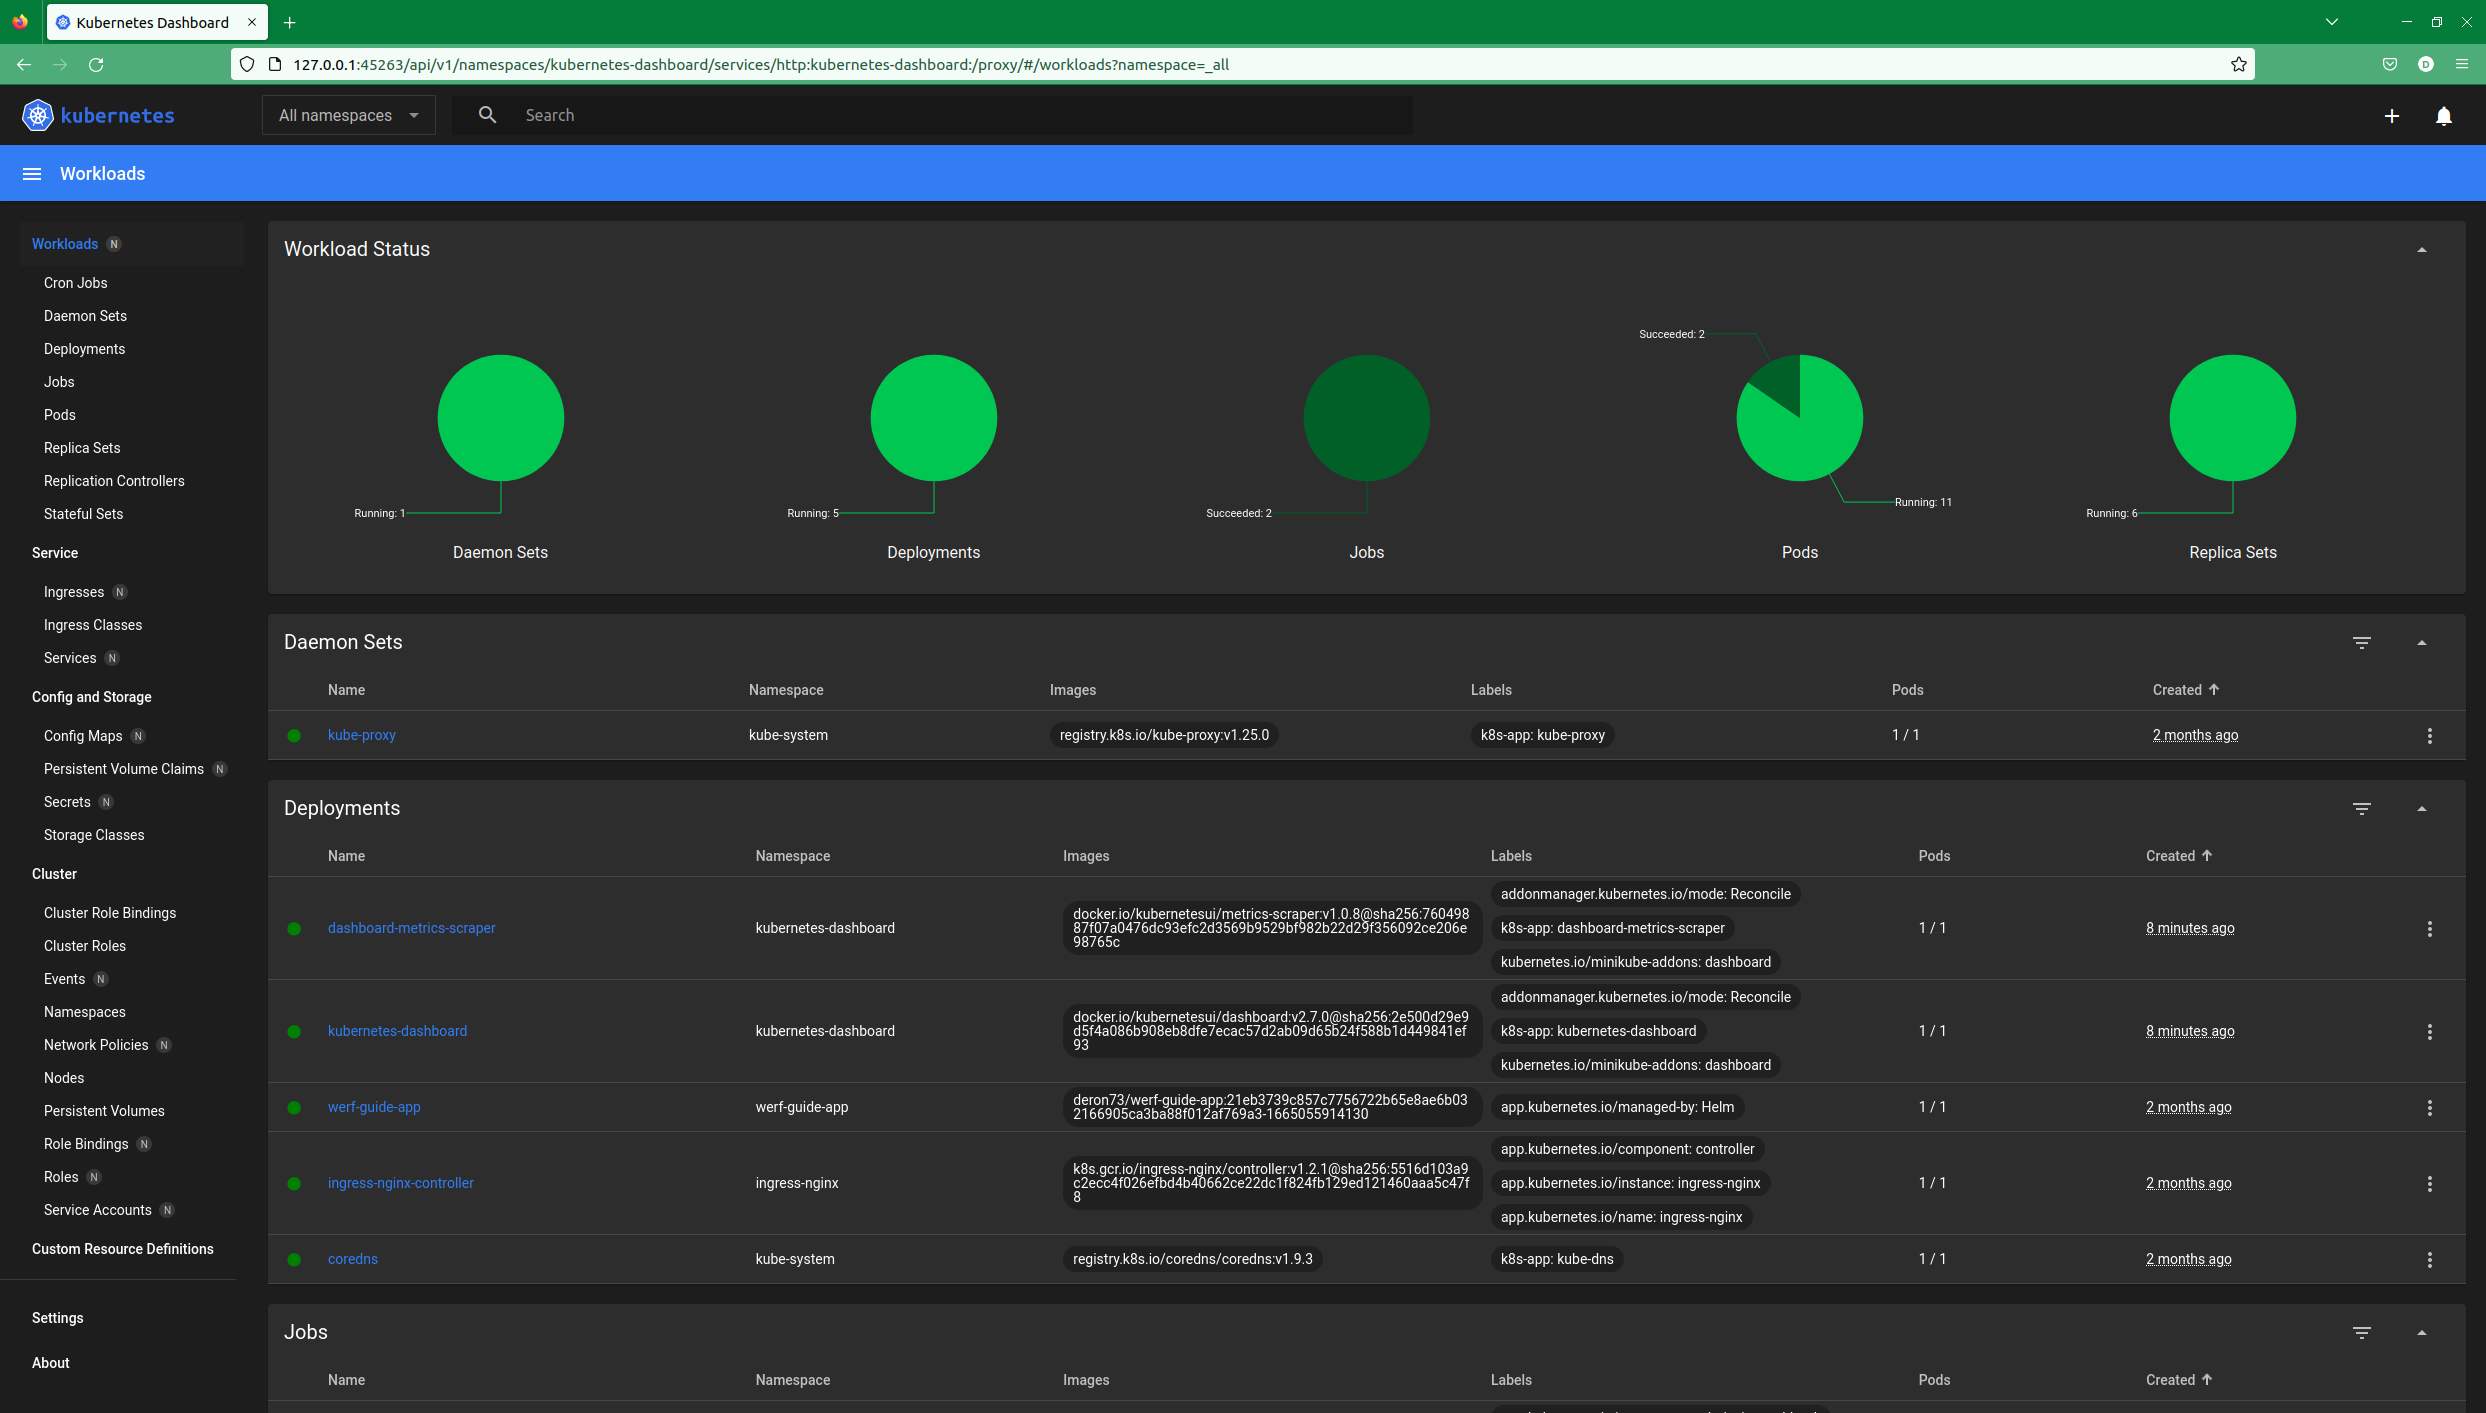 Kubernetes Dashboard
127.0.0.1:45263/api/v1/namespaces/kubernetes-dashboard/services/http:kubernetes-dashboard:/proxy/#/workloads?namespace=_all
D
kubernetes
All namespaces
Search
Workloads
Workloads N
Cron Jobs
Daemon Sets
Deployments
Jobs
Pods
Replica Sets
Replication Controllers
Stateful Sets
Service
Ingresses N
Ingress Classes
Services N
Config and Storage
Config Maps N
Persistent Volume Claims N
Secrets N
Storage Classes
Cluster
Cluster Role Bindings
Cluster Roles
Events N
Namespaces
Network Policies N
Nodes
Persistent Volumes
Role Bindings N
Roles N
Service Accounts N
Custom Resource Definitions
Settings
About
Workload Status
Running: 1
Daemon Sets
Running: 5
Deployments
Succeeded: 2
Jobs
Succeeded: 2
Running: 11
Pods
Running: 6
Replica Sets
Daemon Sets
Name Namespace Images Labels Pods Created
kube-proxy kube-system registry.k8s.io/kube-proxy:v1.25.0 k8s-app: kube-proxy 1 / 1 2 months ago
Deployments
Name Namespace Images Labels Pods Created
dashboard-metrics-scraper
kubernetes-dashboard
docker.io/kubernetesui/metrics-scraper:v1.0.8@sha256:760498
87f07a0476dc93efc2d3569b9529bf982b22d29f356092ce206e
98765c
addonmanager.kubernetes.io/mode: Reconcile
k8s-app: dashboard-metrics-scraper
kubernetes.io/minikube-addons: dashboard
1 / 1
8 minutes ago
kubernetes-dashboard
kubernetes-dashboard
docker.io/kubernetesui/dashboard:v2.7.0@sha256:2e500d29e9
d5f4a086b908eb8dfe7ecac57d2ab09d65b24f588b1d449841ef
93
addonmanager.kubernetes.io/mode: Reconcile
k8s-app: kubernetes-dashboard
kubernetes.io/minikube-addons: dashboard
1 / 1
8 minutes ago
werf-guide-app
werf-guide-app
deron73/werf-guide-app:21eb3739c857c7756722b65e8ae6b03
2166905ca3ba88f012af769a3-1665055914130
app.kubernetes.io/managed-by: Helm
1 / 1
2 months ago
ingress-nginx-controller
ingress-nginx
k8s.gcr.io/ingress-nginx/controller:v1.2.1@sha256:5516d103a9
c2ecc4f026efbd4b40662ce22dc1f824fb129ed121460aaa5c47f
8
app.kubernetes.io/component: controller
app.kubernetes.io/instance: ingress-nginx
app.kubernetes.io/name: ingress-nginx
1 / 1
2 months ago
coredns
kube-system
registry.k8s.io/coredns/coredns:v1.9.3
k8s-app: kube-dns
1 / 1
2 months ago
Jobs
Name Namespace Images Labels Pods Created